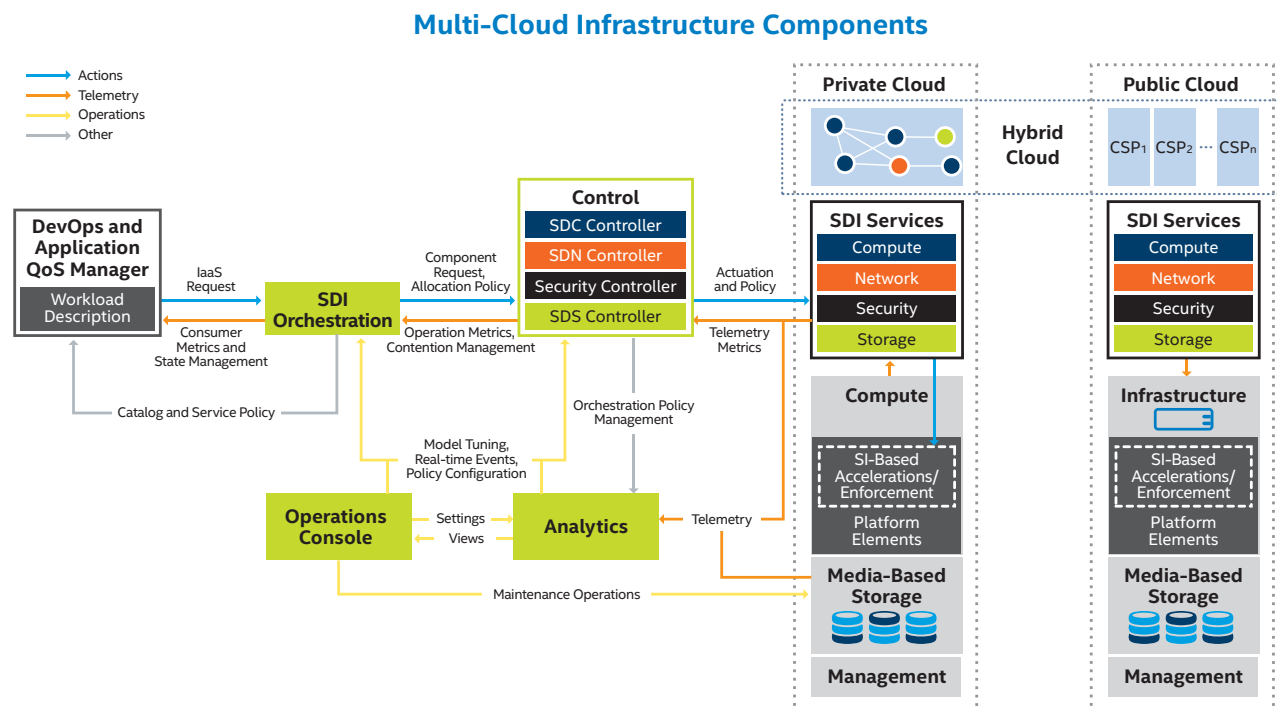 Multi-Cloud Infrastructure Components
Actions
Telemetry
Operations
Other
Private Cloud
Public Cloud
Hybrid
Cloud
CSP1
CSP2
...
CSPn
DevOps and
Application
QoS Manager
Workload
Description
IaaS
Request
Consumer
Metrics and
State Management
SDI
Orchestration
Component
Request,
Allocation Policy
Operation Metrics,
Contention Management
Control
SDC Controller
SDN Controller
Security Controller
SDS Controller
Actuation
and Policy
Telemetry
Metrics
SDI Services
Compute
Network
Security
Storage
SDI Services
Compute
Network
Security
Storage
Catalog and Service Policy
Orchestration Policy
Management
Model Tuning,
Real-time Events,
Policy Configuration
Operations
Console
Settings
Views
Analytics
Telemetry
Maintenance Operations
Compute
SI-Based
Accelerations/
Enforcement
Platform
Elements
Media-Based
Storage
Management
Infrastructure
SI-Based
Accelerations/
Enforcement
Platform
Elements
Media-Based
Storage
Management